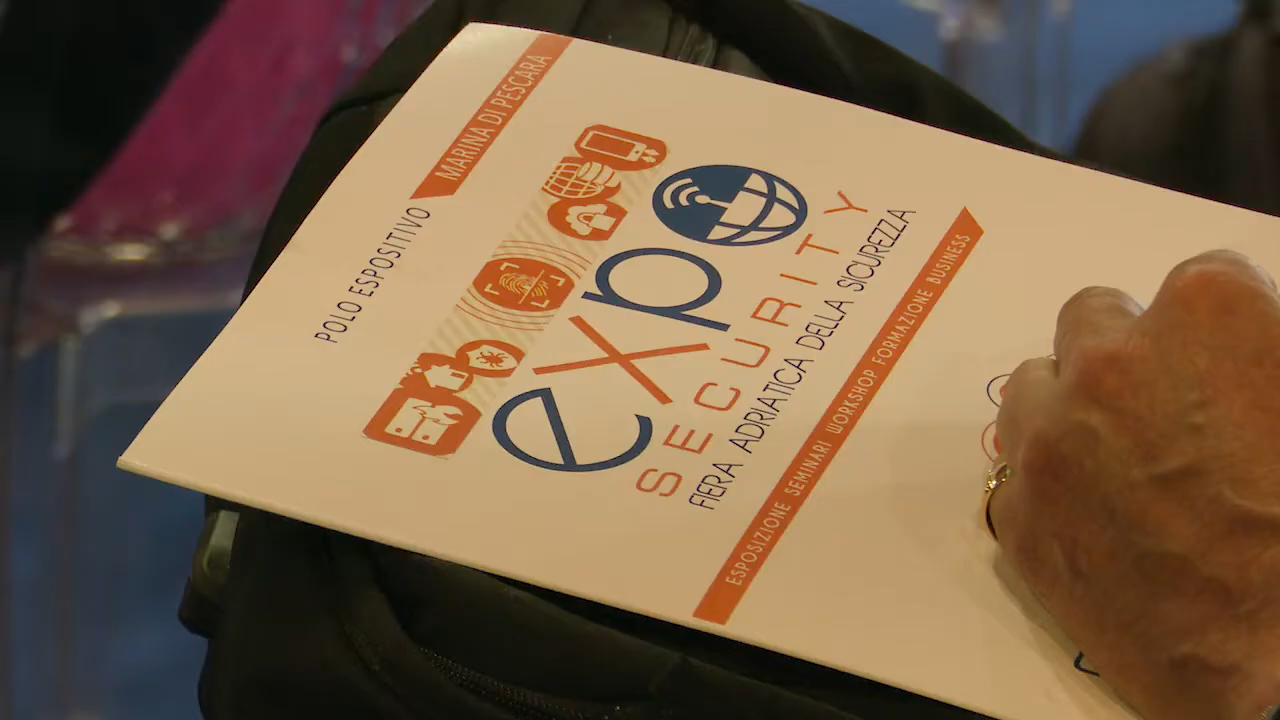 POLO ESPOSITIVO MARINA DI PESCARA
expo
SECURITY
FIERA ADRIATICA DELLA SICUREZZA
ESPOSIZIONE SEMINARI WORKSHOP FORMAZIONE BUSINESS